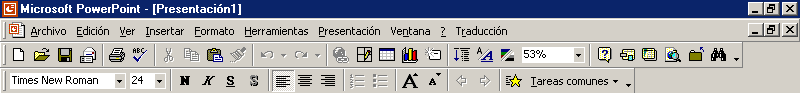 Microsoft PowerPoint - [Presentación1]
Archivo Edición Ver Insertar Formato Herramientas Presentación Ventana ? Traducción
53%
Times New Roman 24 N K S S A A Tareas comunes